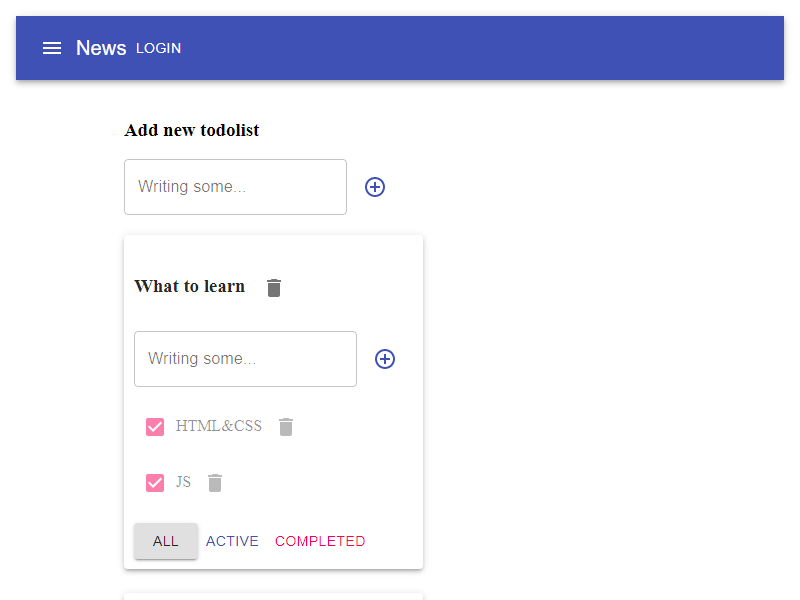 News LOGIN
Add new todolist
Writing some...
What to learn
Writing some...
HTML&CSS
JS
ALL ACTIVE COMPLETED